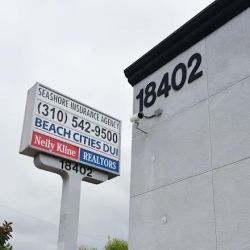 SEASHORE INSURANCE AGENCY
(310) 542-9500
BEACH CITIES DUI
Neily Kline REALTORS
18402
18402